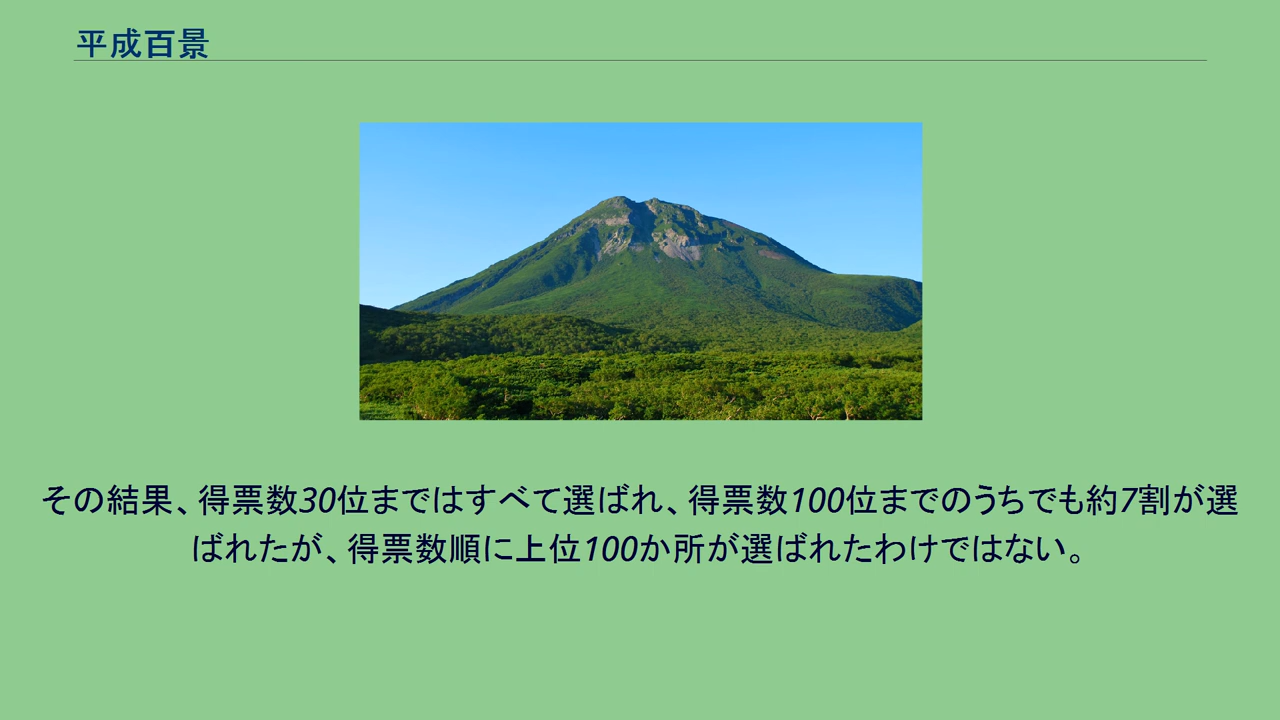 平成百景
その結果、得票数30位まではすべて選ばれ、得票数100位までのうちでも約7割が選
ばれたが、得票数順に上位100か所が選ばれたわけではない。